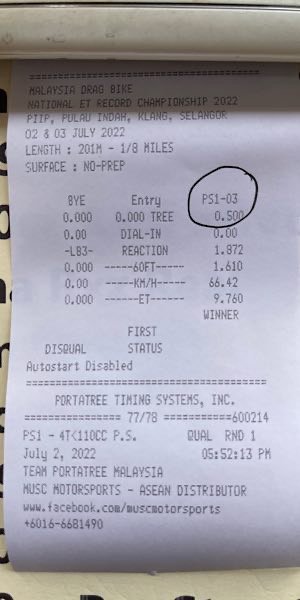 ==========================================
MALAYSIA DRAG BIKE
NATIONAL ET RECORD CHAMPIONSHIP 2022
PIIP, PULAU INDAH, KLANG, SELANGOR
02 & 03 JULY 2022
LENGTH : 201M - 1/8 MILES
SURFACE : NO-PREP
BYE Entry PS1-03
0.000 0.000 TREE 0.500
0.00 DIAL-IN 0.00
-LB3- REACTION 1.872
0.000 -----60FT------ 1.610
0.00 -----KM/H------ 66.42
0.000 ------ET------- 9.760
WINNER
FIRST
DISQUAL STATUS
Autostart Disabled
==========================================
PORTATREE TIMING SYSTEMS, INC.
================ 77/78 ===========600214
PS1 - 4T<110CC P.S. QUAL RND 1
July 2, 2022 05:52:13 PM
TEAM PORTATREE MALAYSIA
MUSC MOTORSPORTS - ASEAN DISTRIBUTOR
www.facebook.com/muscmotorsports
+6016-6681490